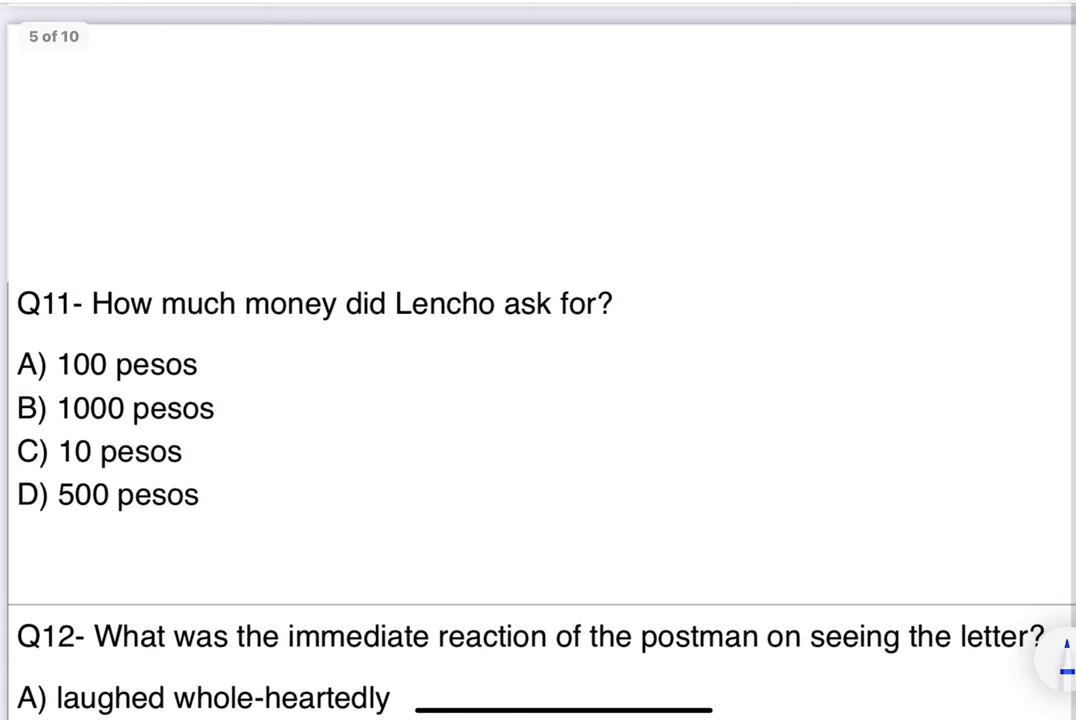 5 of 10
Q11- How much money did Lencho ask for?
A) 100 pesos
B) 1000 pesos
C) 10 pesos
D) 500 pesos
Q12- What was the immediate reaction of the postman on seeing the letter?
A) laughed whole-heartedly